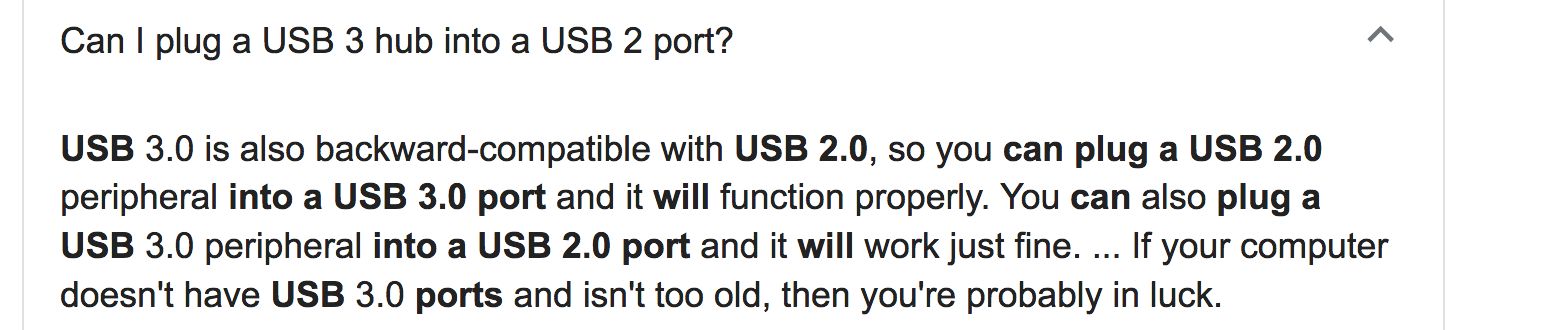 Can I plug a USB 3 hub into a USB 2 port?
USB 3.0 is also backward-compatible with USB 2.0, so you can plug a USB 2.0
peripheral into a USB 3.0 port and it will function properly. You can also plug a
USB 3.0 peripheral into a USB 2.0 port and it will work just fine. ... If your computer
doesn't have USB 3.0 ports and isn't too old, then you're probably in luck.